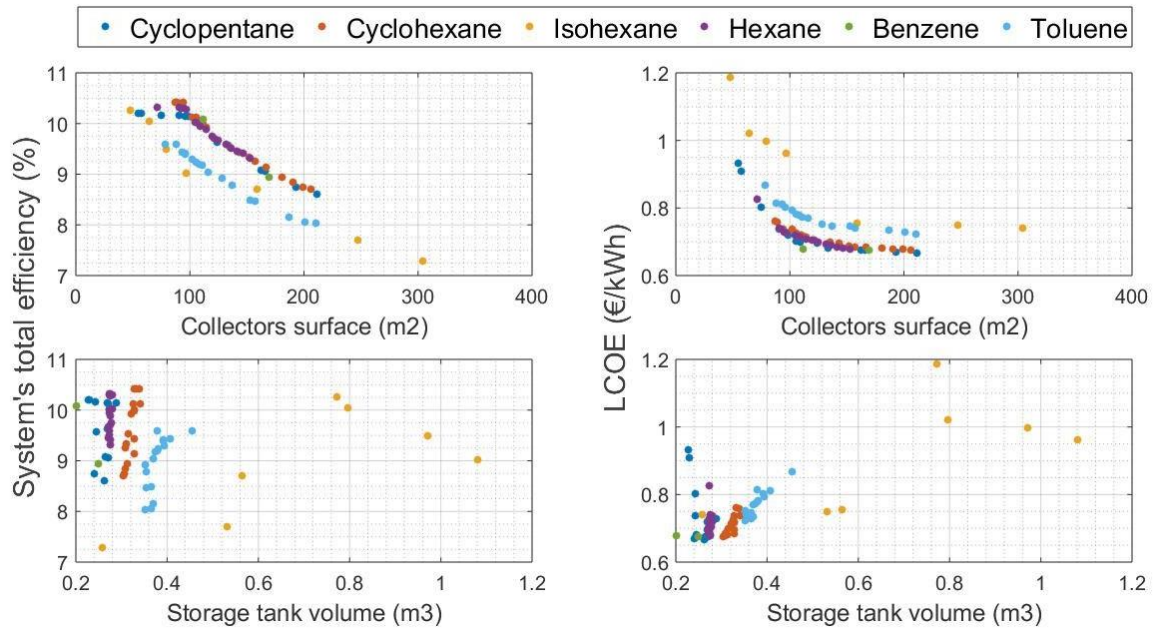 Cyclopentane Cyclohexane Isohexane Hexane Benzene Toluene
System's total efficiency (%)
11
10
9
8
7
0 100 200 300 400
Collectors surface (m2)
LCOE (€/kWh)
1.2
1
0.8
0.6
0 100 200 300 400
Collectors surface (m2)
11
10
9
8
7
0.2 0.4 0.6 0.8 1 1.2
Storage tank volume (m3)
1.2
1
0.8
0.6
0.2 0.4 0.6 0.8 1 1.2
Storage tank volume (m3)